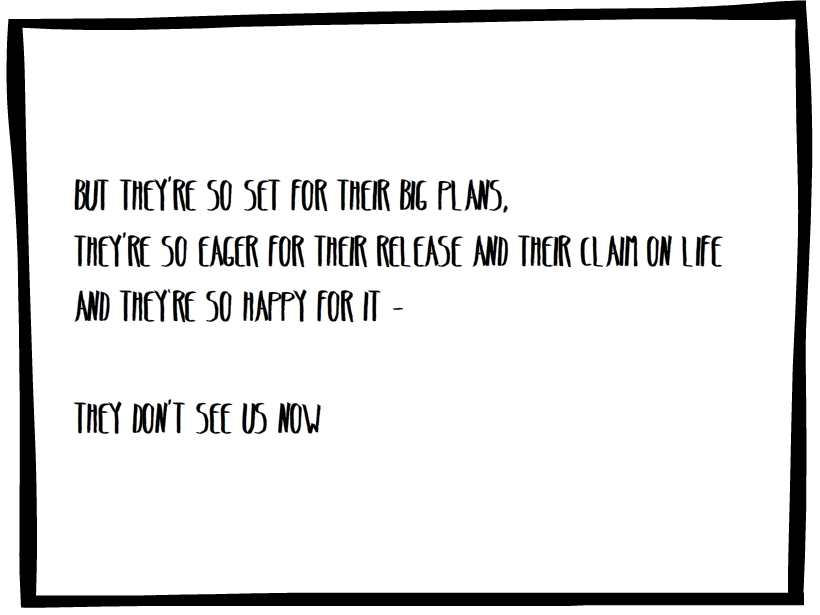 BUT THEY'RE SO SET FOR THEIR BIG PLANS,
THEY'RE SO EAGER FOR THEIR RELEASE AND THEIR CLAIM ON LIFE
AND THEY'RE SO HAPPY FOR IT -
THEY DON'T SEE US NOW